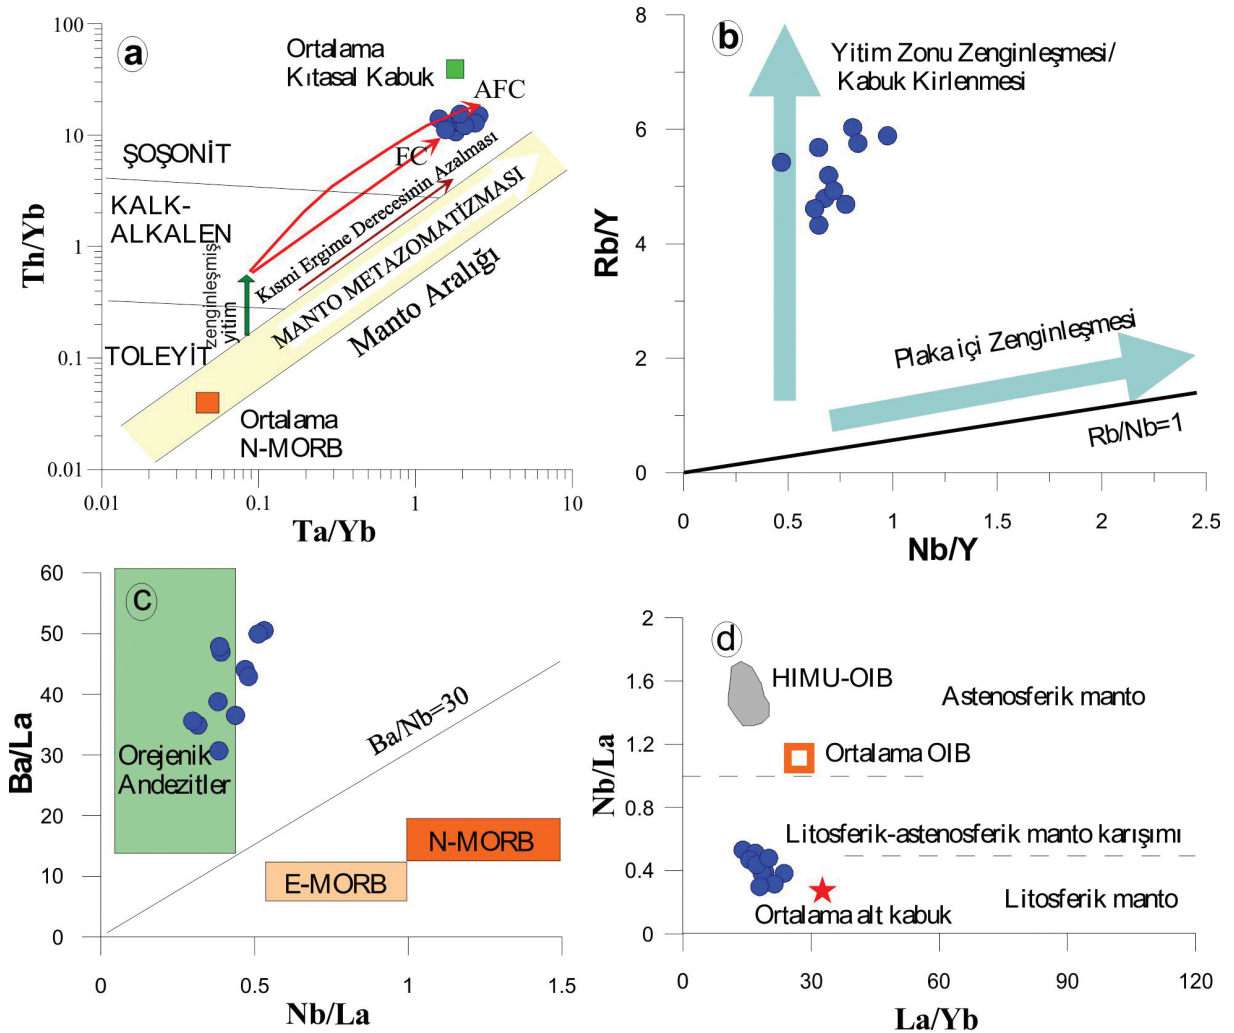 a
Ortalama
Kıtasal Kabuk
AFC
FC
ŞOŞONİT
KALK-
ALKALEN
TOLEYİT
zenginleşmiş
yitim
Kısmi Ergime Derecesinin Azalması
MANTO METAZOMATİZMASI
Manto Aralığı
Ortalama
N-MORB
100
10
1
0.1
0.01
Th/Yb
0.01
0.1
1
10
Ta/Yb
b
Yitim Zonu Zenginleşmesi/
Kabuk Kirlenmesi
Plaka içi Zenginleşmesi
Rb/Nb=1
8
6
4
2
0
Rb/Y
0
0.5
1
1.5
2
2.5
Nb/Y
c
Orejenik
Andezitler
Ba/Nb=30
N-MORB
E-MORB
60
50
40
30
20
10
0
Ba/La
0
0.5
1
1.5
Nb/La
d
HIMU-OIB
Astenosferik manto
Ortalama OIB
Litosferik-astenosferik manto karışımı
Ortalama alt kabuk
Litosferik manto
2
1.6
1.2
0.8
0.4
0
Nb/La
0
30
60
90
120
La/Yb